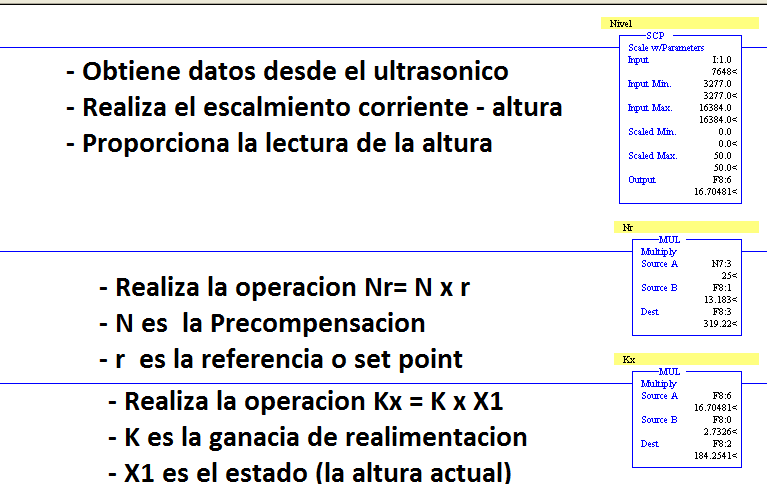 Nivel
SCP
Scale w/Parameters
Input I:1.0
7648<
Input Min. 3277.0
3277.0<
Input Max. 16384.0
16384.0<
Scaled Min. 0.0
0.0<
Scaled Max. 50.0
50.0<
Output F8:6
16.70481<
- Obtiene datos desde el ultrasonico
- Realiza el escalmiento corriente - altura
- Proporciona la lectura de la altura
Nr
MUL
Multiply
Source A N7:3
25<
Source B F8:1
13.183<
Dest F8:3
319.22<
- Realiza la operacion Nr= N x r
- N es  la Precompensacion
- r  es la referencia o set point
Kx
MUL
Multiply
Source A F8:6
16.70481<
Source B F8:0
2.7326<
Dest F8:2
184.2541<
- Realiza la operacion Kx = K x X1
- K es la ganacia de realimentacion
- X1 es el estado (la altura actual)